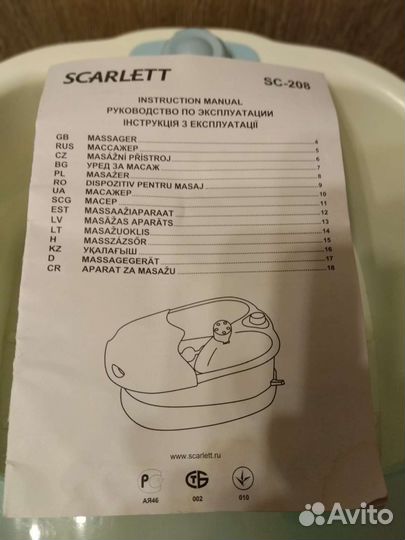 SCARLETT SC-208
INSTRUCTION MANUAL
РУКОВОДСТВО ПО ЭКСПЛУАТАЦИИ
ІНСТРУКЦІЯ З ЕКСПЛУАТАЦІЇ
GB MASSAGER 4
RUS МАССАЖЕР 5
CZ MASÁŽNÍ PŘÍSTROJ 6
BG УРЕД ЗА МАСАЖ 7
PL MASAŻER 8
RO DISPOZITIV PENTRU MASAJ 9
UA МАСАЖЕР 10
SCG МАСЕР 11
EST MASSAAŽIAPARAAT 12
LV MASĀŽAS APARĀTS 13
LT MASAŽUOKLIS 14
H MASSZÁZSŐR 15
KZ УҚАЛАҒЫШ 16
D MASSAGEGERÄT 17
CR APARAT ZA MASAŽU 18
www.scarlett.ru
АЯ46 002 010
Avito